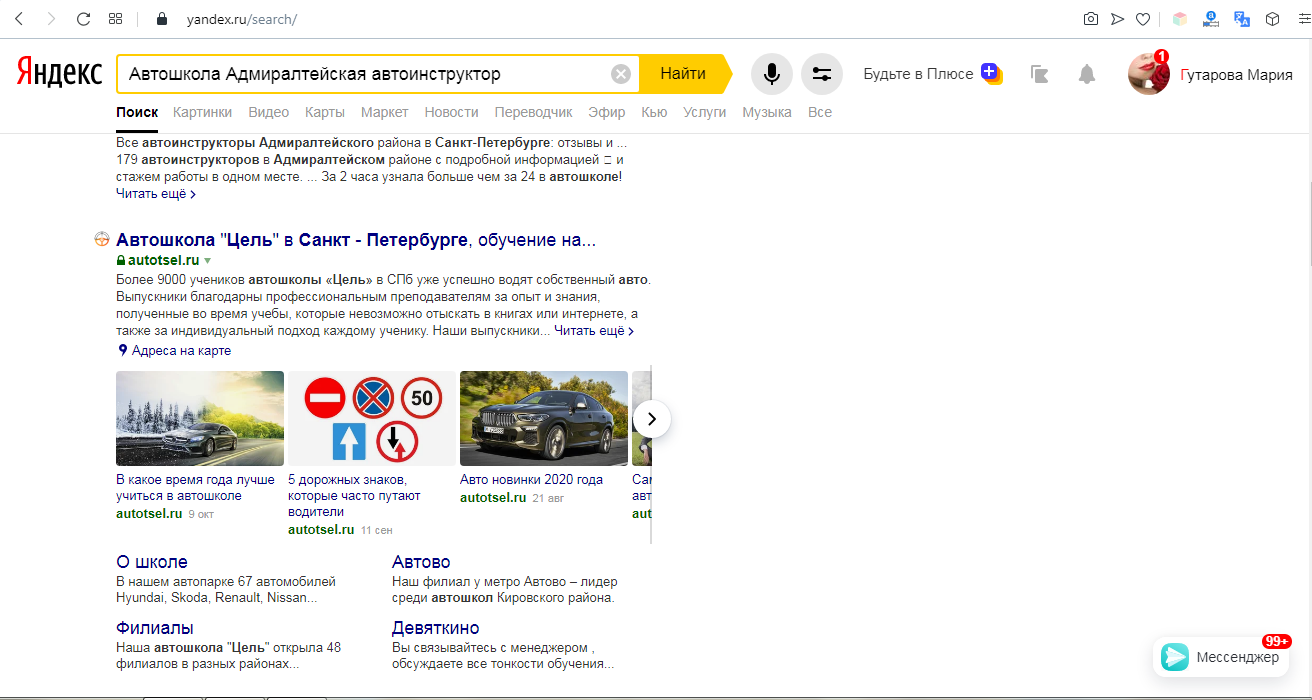 yandex.ru/search/
Яндекс
Автошкола Адмиралтейская автоинструктор
Найти
Будьте в Плюсе
1
Гутарова Мария
Поиск Картинки Видео Карты Маркет Новости Переводчик Эфир Кью Услуги Музыка Все
Все автоинструкторы Адмиралтейского района в Санкт-Петербурге: отзывы и ...
179 автоинструкторов в Адмиралтейском районе с подробной информацией □ и
стажем работы в одном месте. ... За 2 часа узнала больше чем за 24 в автошколе!
Читать ещё >
Автошкола "Цель" в Санкт - Петербурге, обучение на...
autotsel.ru
Более 9000 учеников автошколы «Цель» в СПб уже успешно водят собственный авто.
Выпускники благодарны профессиональным преподавателям за опыт и знания,
полученные во время учебы, которые невозможно отыскать в книгах или интернете, а
также за индивидуальный подход каждому ученику. Наши выпускники... Читать ещё >
Адреса на карте
50
В какое время года лучше
учиться в автошколе
autotsel.ru 9 окт
5 дорожных знаков,
которые часто путают
водители
autotsel.ru 11 сен
Авто новинки 2020 года
autotsel.ru 21 авг
Сам
авт
aut
О школе
В нашем автопарке 67 автомобилей
Hyundai, Skoda, Renault, Nissan...
Автово
Наш филиал у метро Автово – лидер
среди автошкол Кировского района.
Филиалы
Наша автошкола "Цель" открыла 48
филиалов в разных районах...
Девяткино
Вы связывайтесь с менеджером ,
обсуждаете все тонкости обучения...
99+
Мессенджер